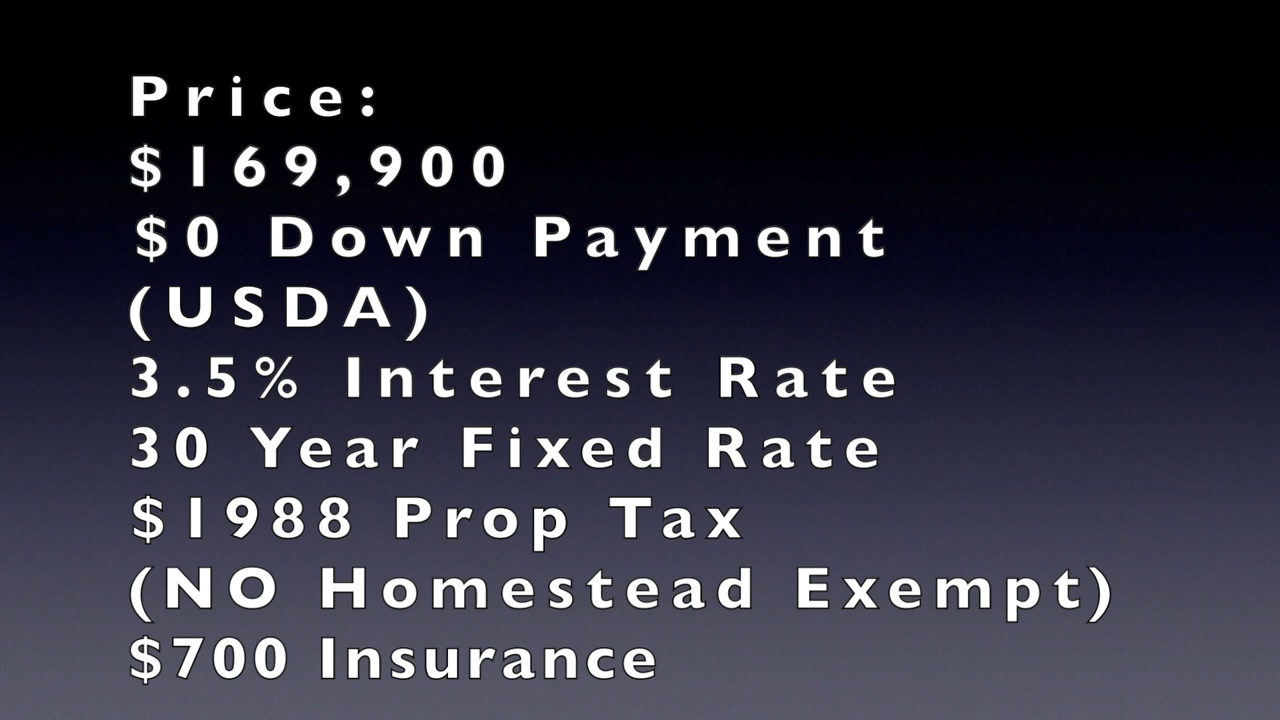 Price:
$169,900
$0 Down Payment
(USDA)
3.5% Interest Rate
30 Year Fixed Rate
$1988 Prop Tax
(NO Homestead Exempt)
$700 Insurance